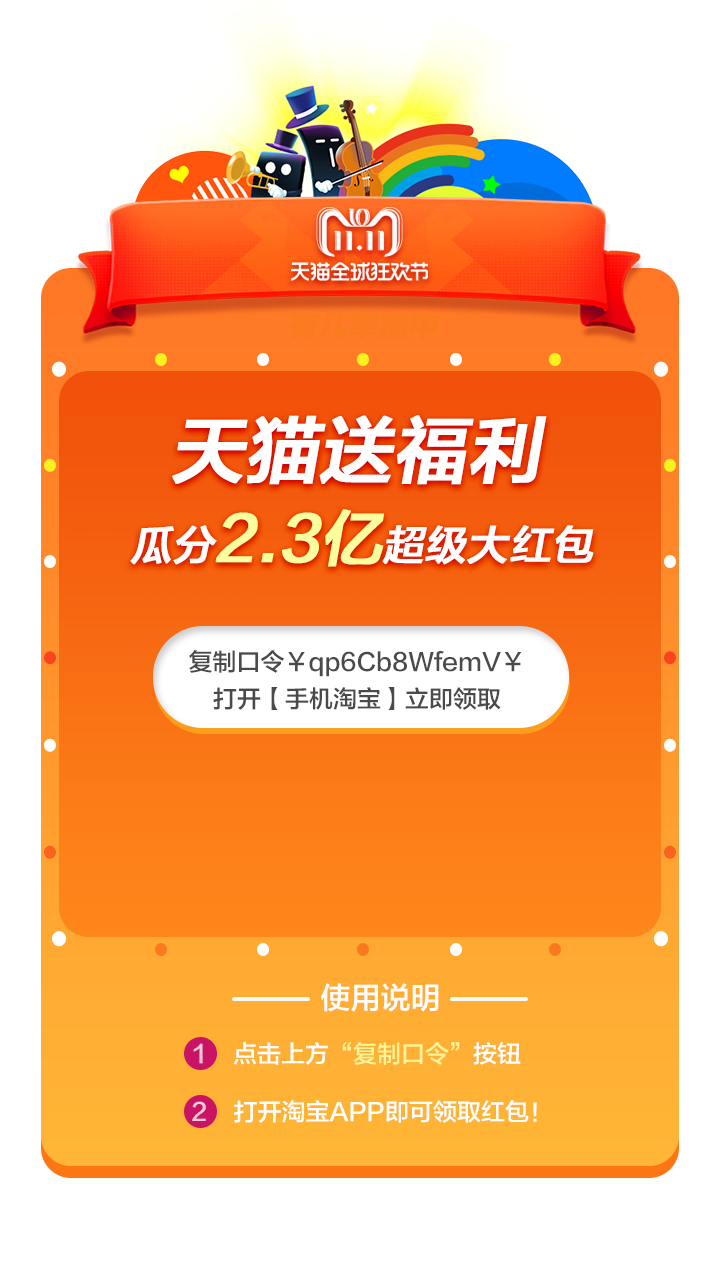 10
11.11
天猫全球狂欢节
天猫送福利
瓜分2.3亿超级大红包
复制口令￥qp6Cb8WfemV￥
打开【手机淘宝】立即领取
使用说明
1 点击上方“复制口令”按钮
2 打开淘宝APP即可领取红包!